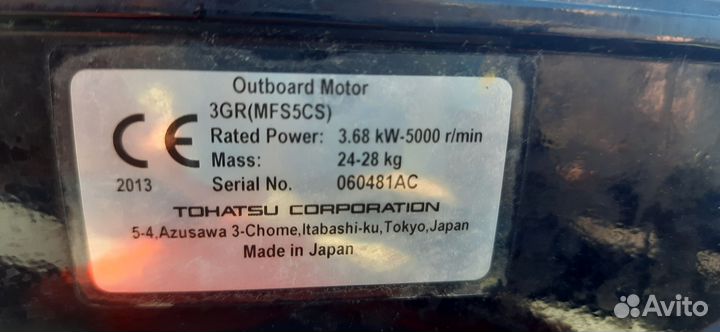 Outboard Motor
3GR(MFS5CS)
CE Rated Power: 3.68 kW-5000 r/min
Mass: 24-28 kg
2013 Serial No. 060481AC
TOHATSU CORPORATION
5-4,Azusawa 3-Chome,Itabashi-ku,Tokyo,Japan
Made in Japan
Avito